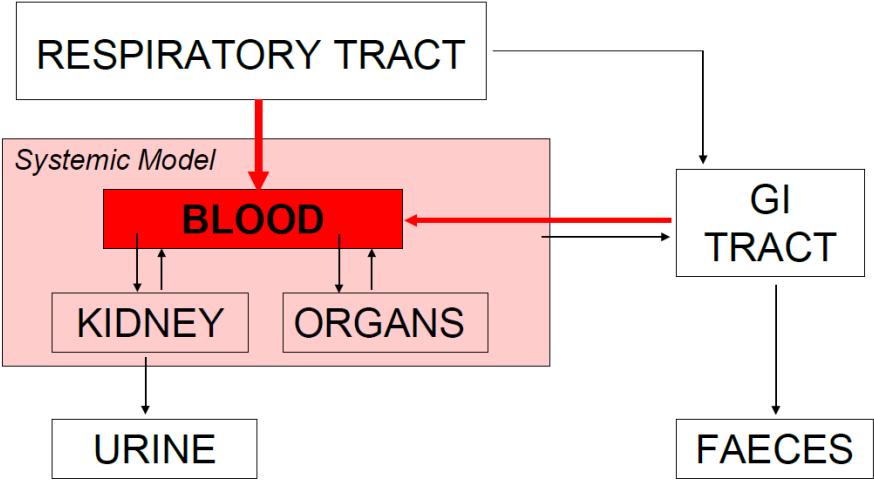 RESPIRATORY TRACT
Systemic Model
BLOOD
GI
TRACT
KIDNEY
ORGANS
URINE
FAECES